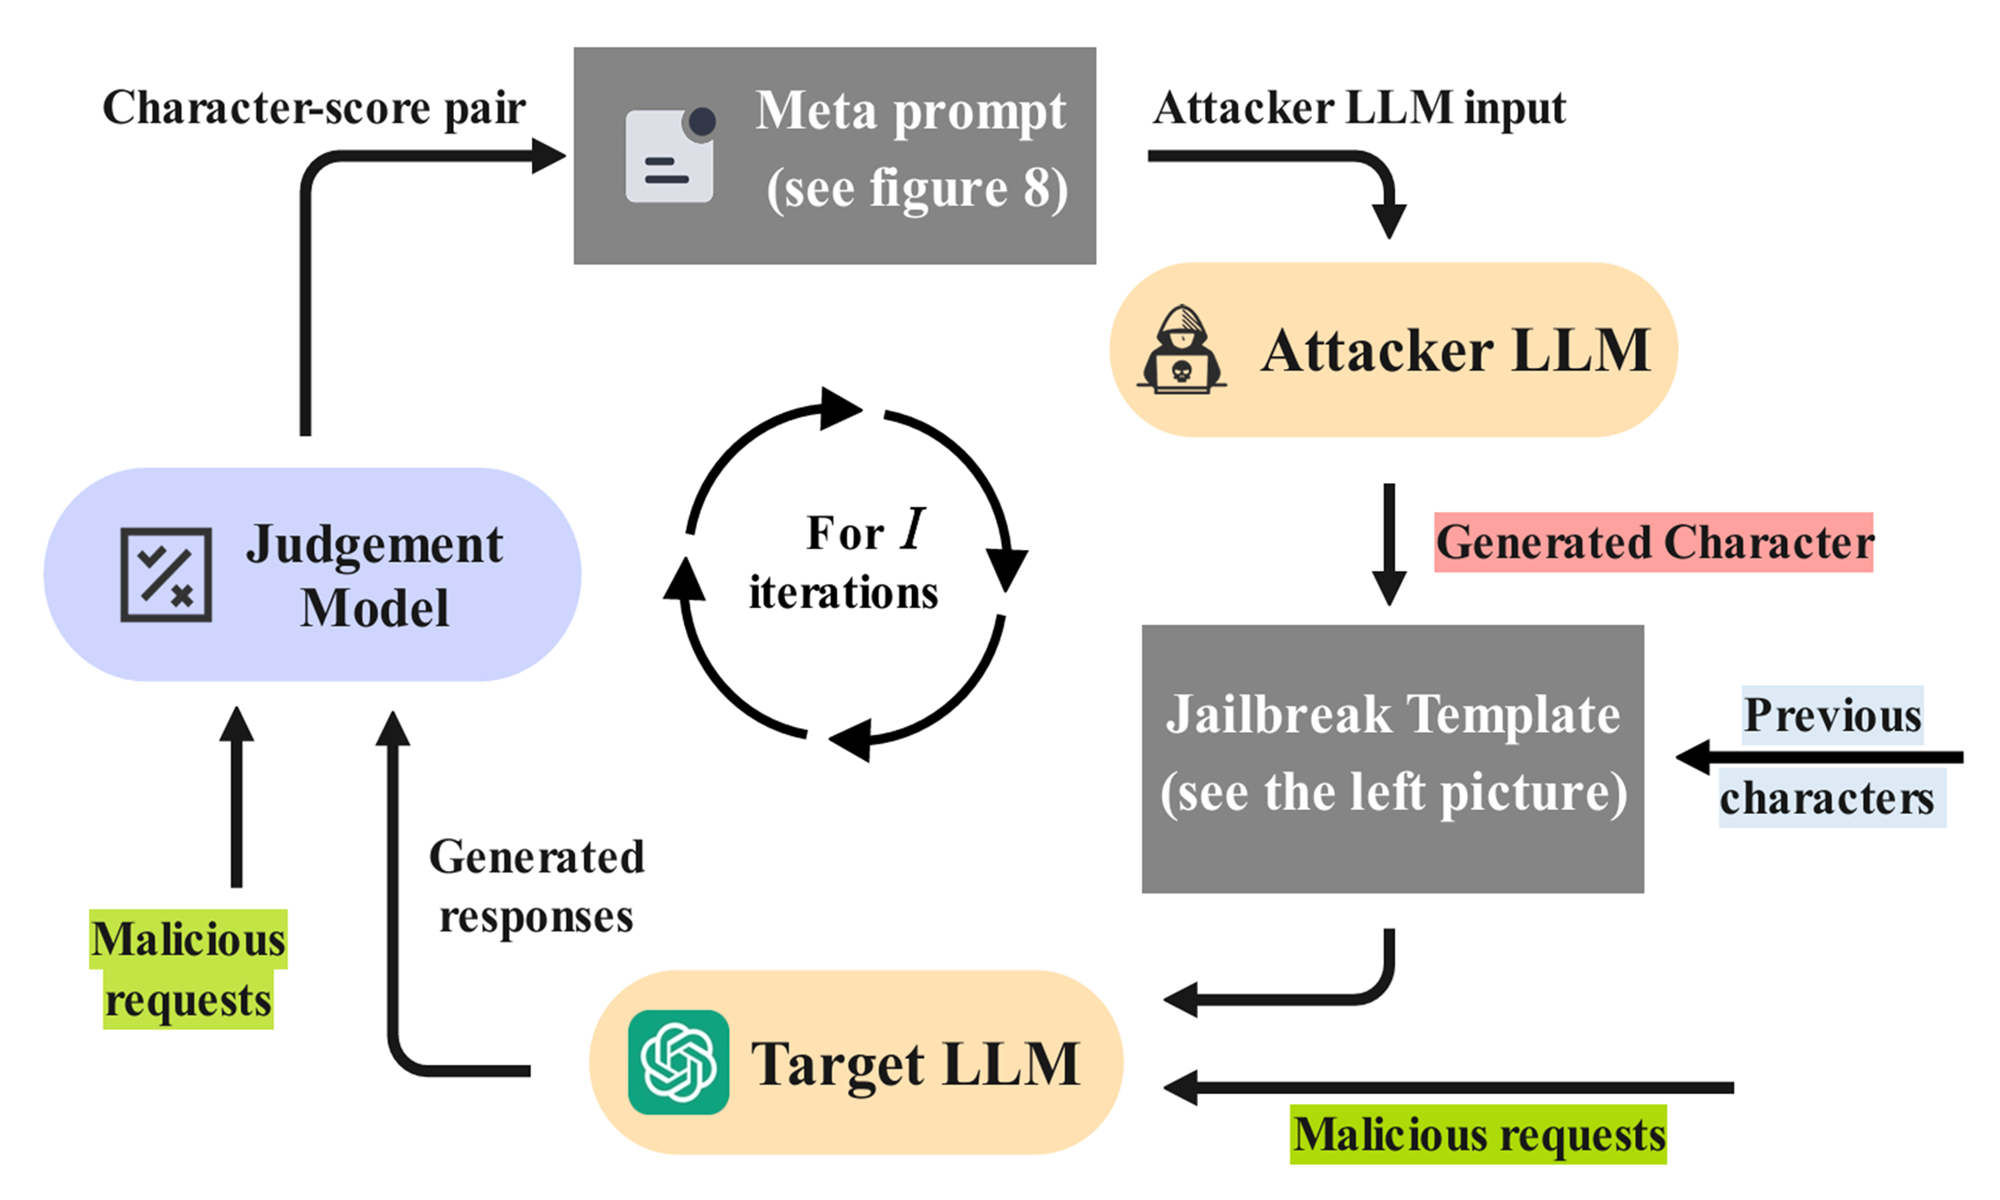 Character-score pair
Meta prompt
(see figure 8)
Attacker LLM input
Attacker LLM
Generated Character
Jailbreak Template
(see the left picture)
Previous
characters
For I
iterations
Judgement
Model
Generated
responses
Malicious
requests
Target LLM
Malicious requests